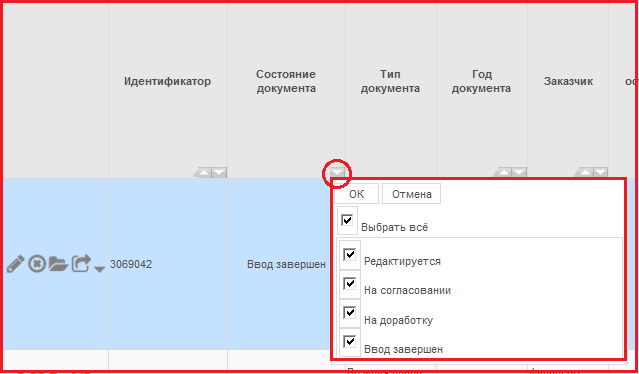 Идентификатор
Состояние
документа
Тип
документа
Год
документа
Заказчик
3069042
Ввод завершен
ОК
Отмена
Выбрать всё
Редактируется
На согласовании
На доработку
Ввод завершен